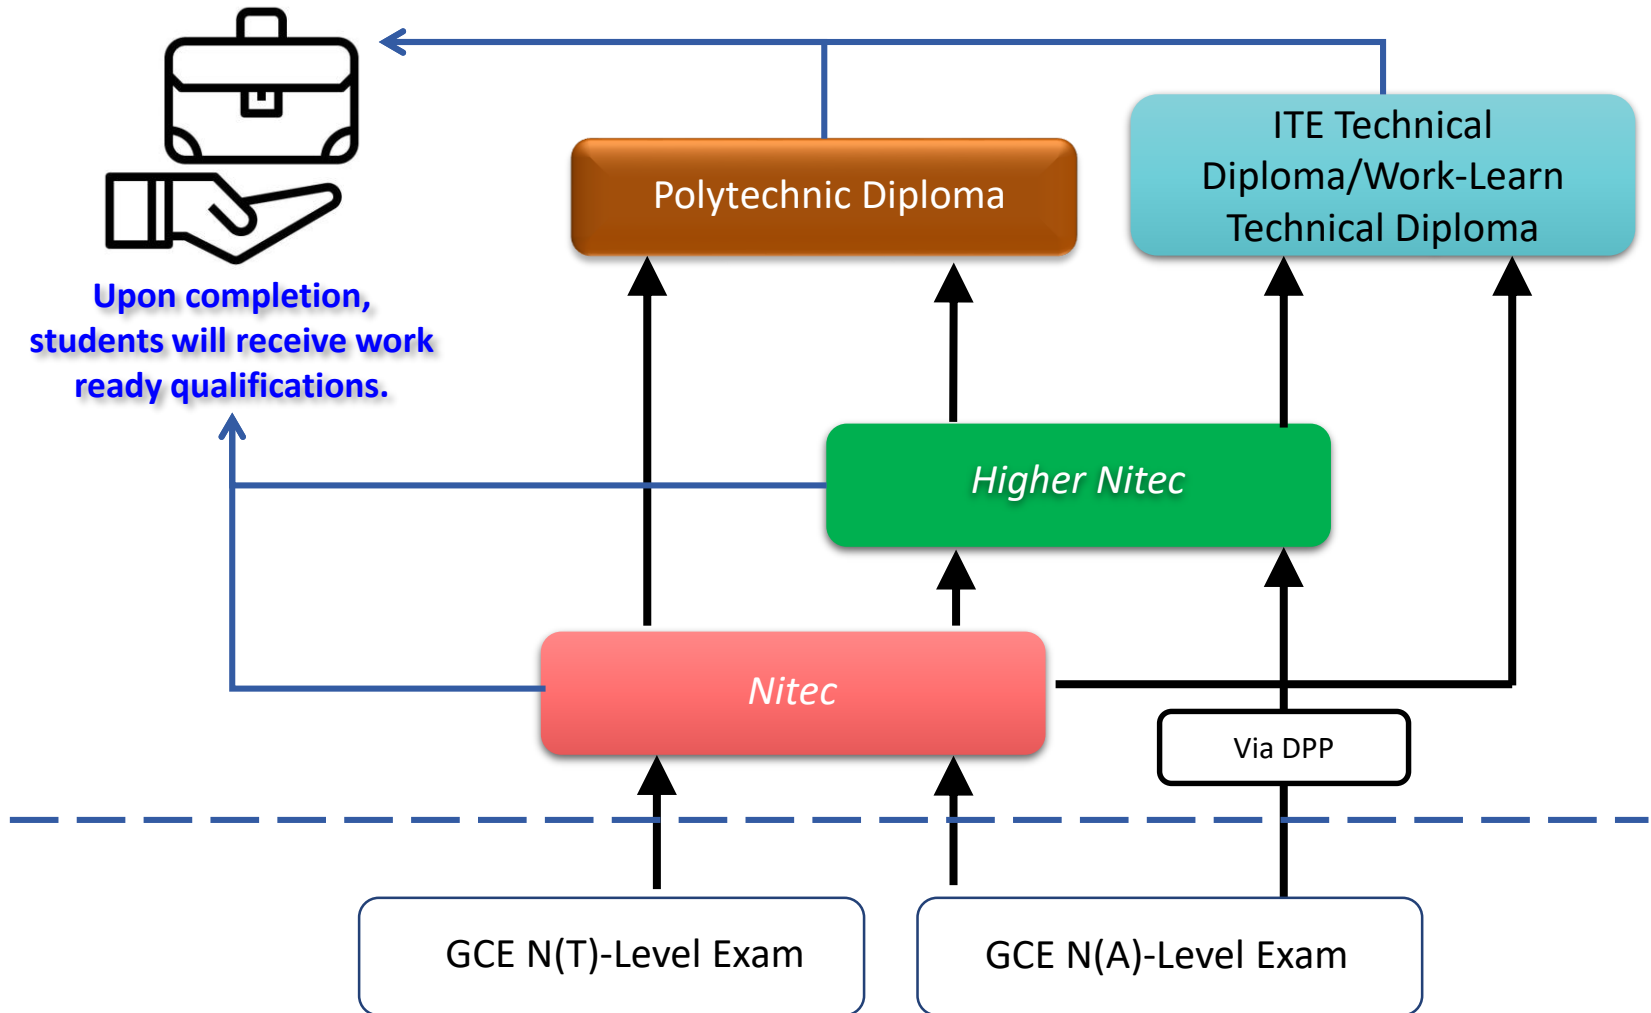 ITE Technical
Diploma/Work-Learn
Technical Diploma
Polytechnic Diploma
Upon completion,
students will receive work
ready qualifications.
Higher Nitec
Nitec
Via DPP
GCE N(T)-Level Exam
GCE N(A)-Level Exam